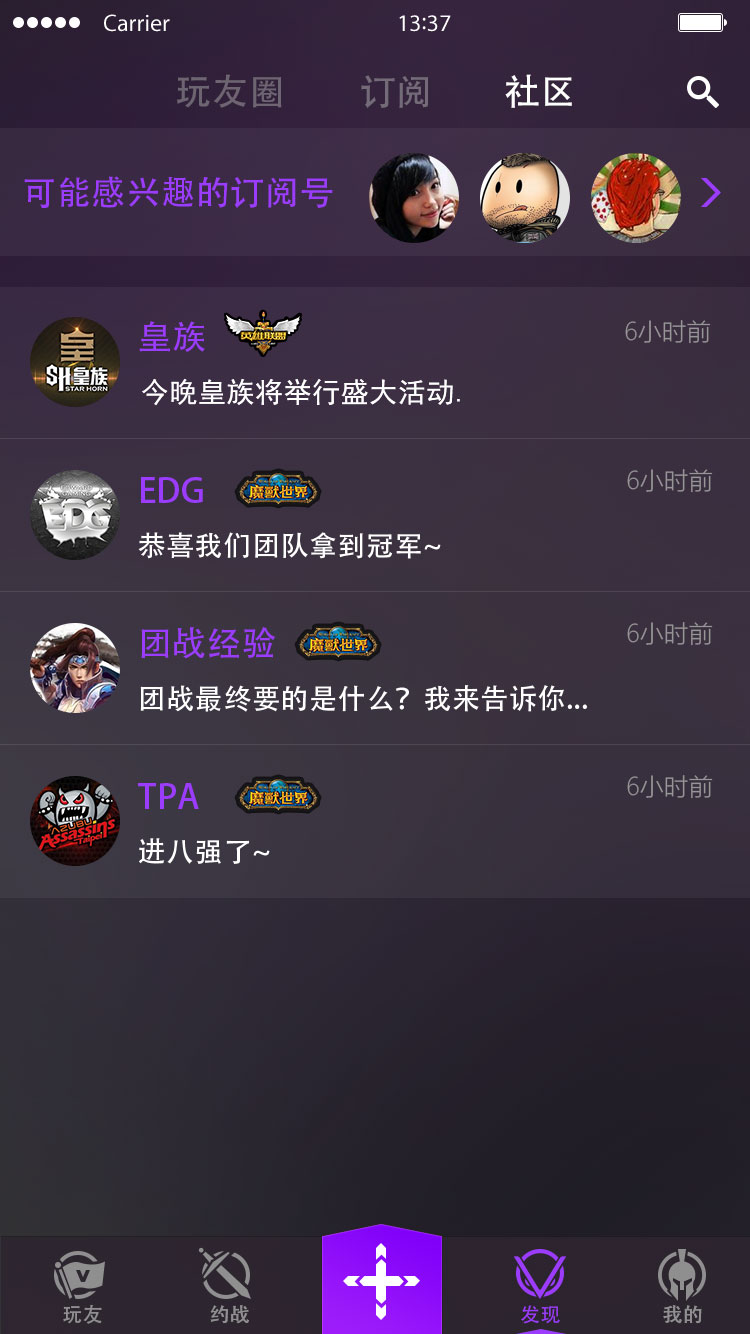 Carrier
13:37
玩友圈 订阅 社区
可能感兴趣的订阅号
皇族 英雄联盟
6小时前
皇
SH皇族
STAR HORN
今晚皇族将举行盛大活动.
EDG 魔獸世界
6小时前
EDG
恭喜我们团队拿到冠军~
团战经验 魔獸世界
6小时前
团战最终要的是什么？我来告诉你...
TPA 魔獸世界
6小时前
AZUBU
Assassins
Taipei
进八强了~
玩友 约战 发现 我的